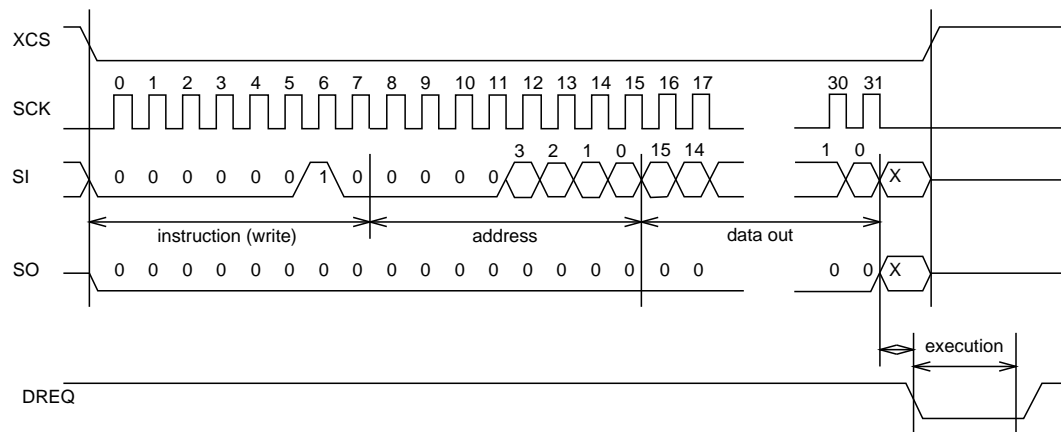 XCS
0 1 2 3 4 5 6 7 8 9 10 11 12 13 14 15 16 17 30 31
SCK
3 2 1 0 15 14 1 0
SI 0 0 0 0 0 0 1 0 0 0 0 0 X
instruction (write) address data out
SO 0 0 0 0 0 0 0 0 0 0 0 0 0 0 0 0 0 0 0 0 X
execution
DREQ